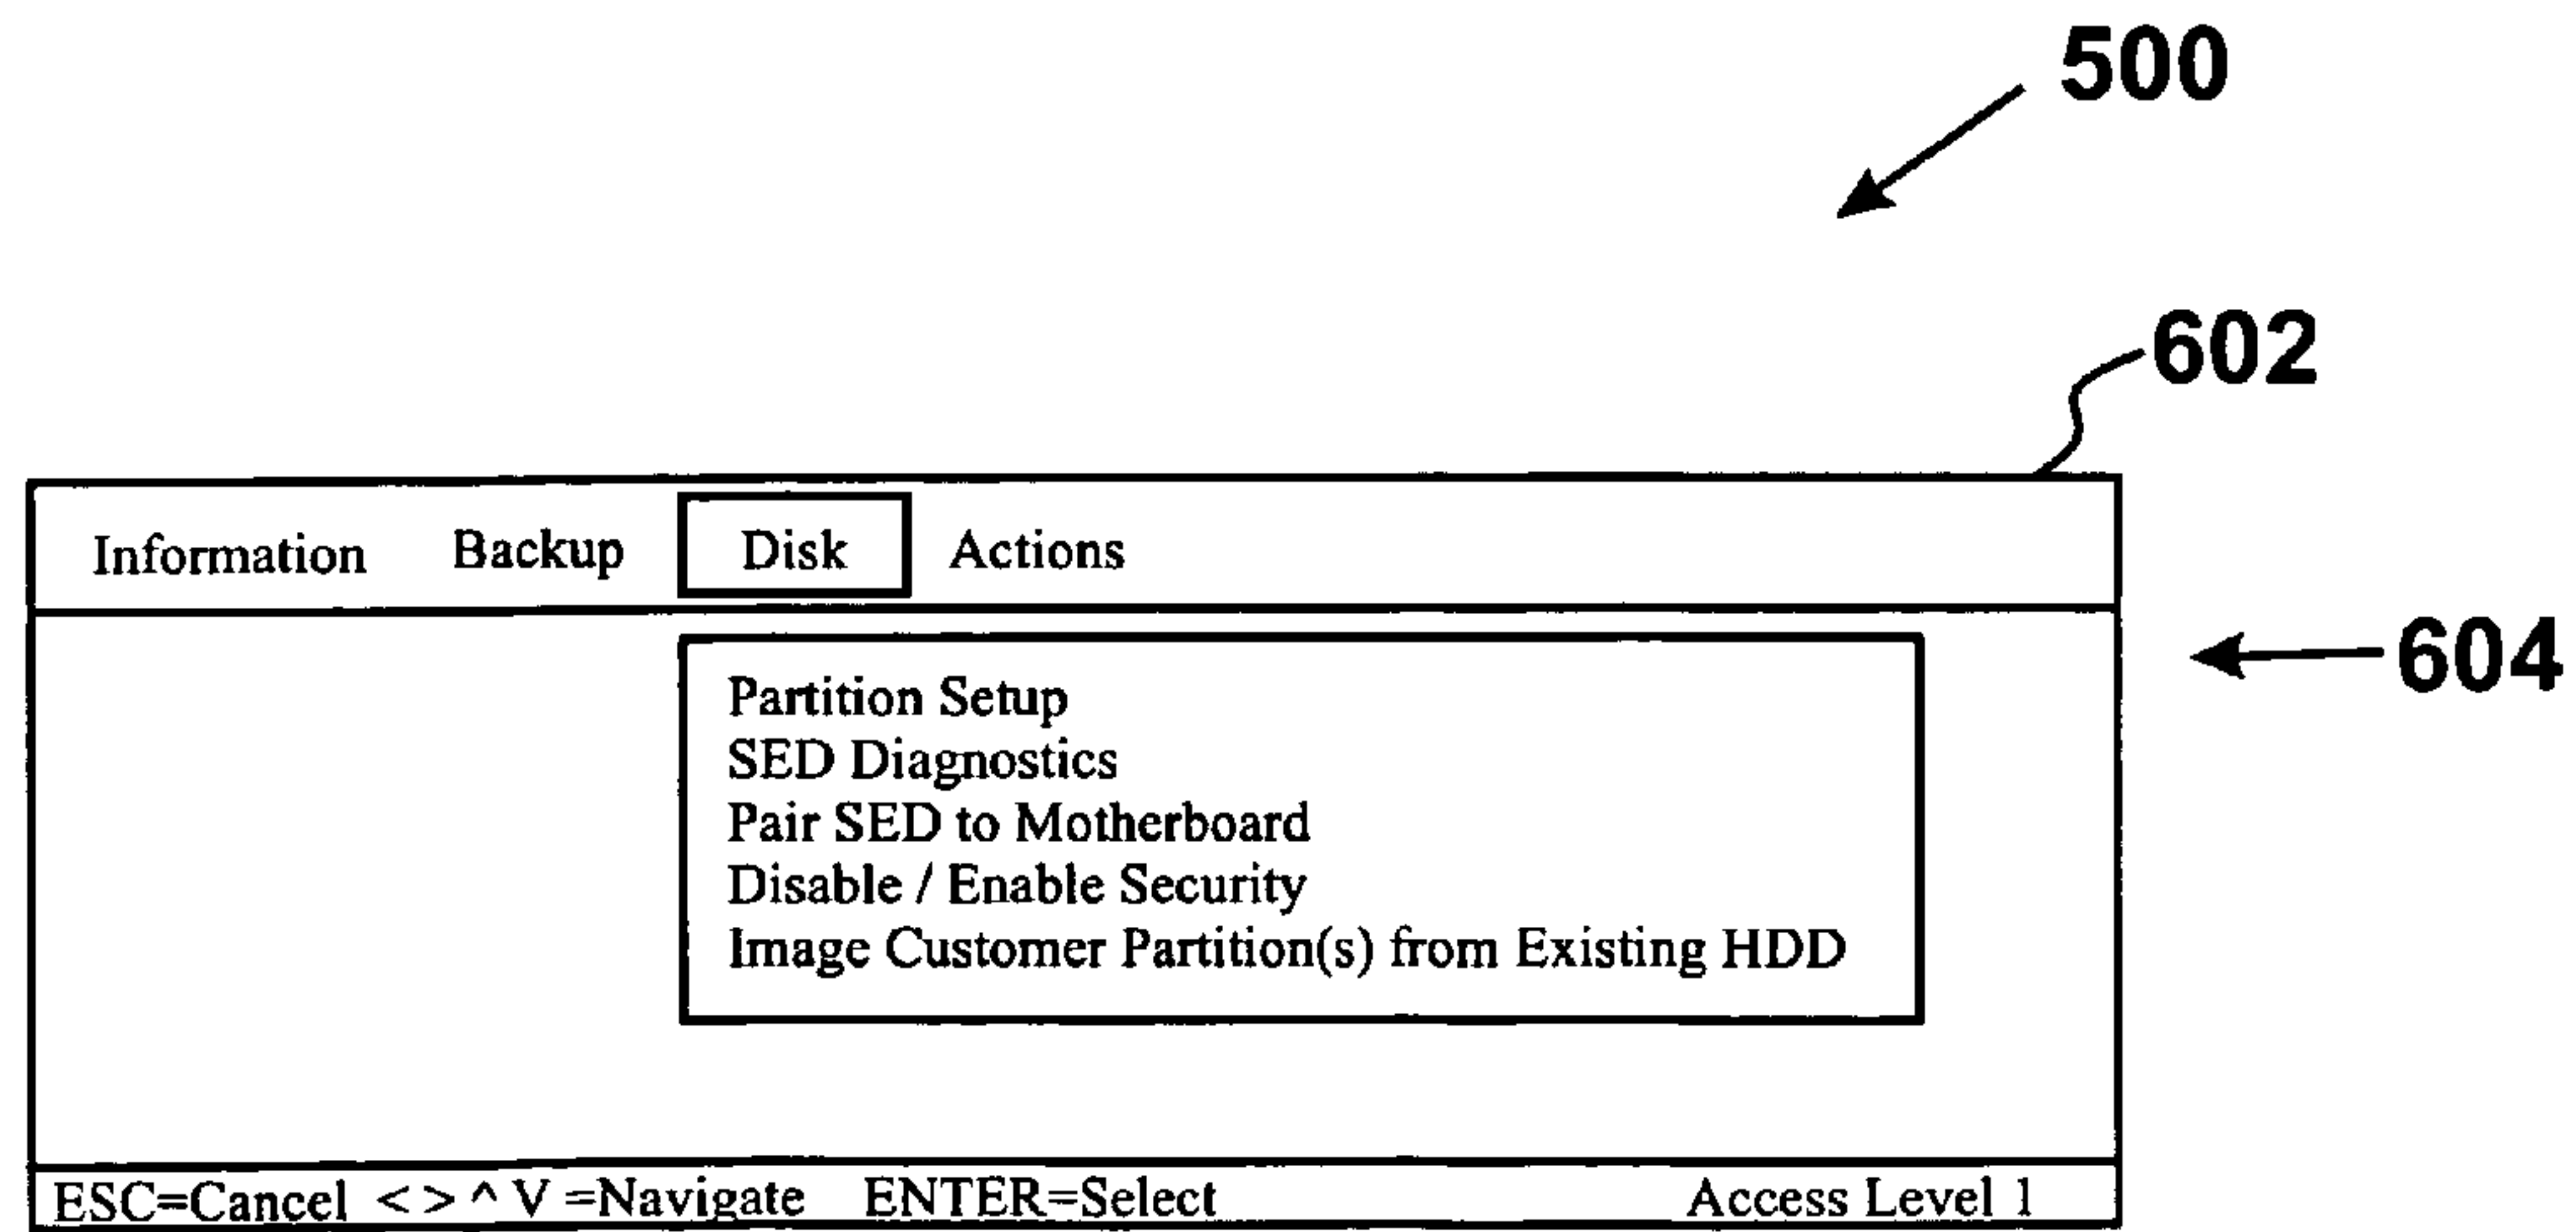 500
602
Information Backup Disk Actions
604
Partition Setup
SED Diagnostics
Pair SED to Motherboard
Disable / Enable Security
Image Customer Partition(s) from Existing HDD
ESC=Cancel < > ^ V =Navigate ENTER=Select Access Level 1